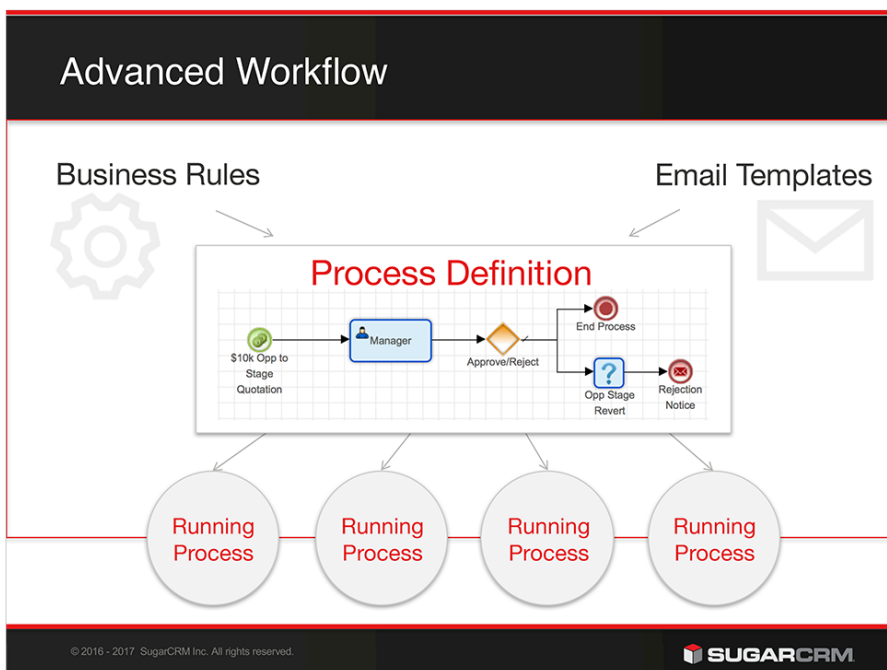 Advanced Workflow
Business Rules
Email Templates
Process Definition
$10k Opp to
Stage
Quotation
Manager
Approve/Reject
End Process
Opp Stage
Revert
Rejection
Notice
Running
Process
Running
Process
Running
Process
Running
Process
© 2016 - 2017 SugarCRM Inc. All rights reserved.
SUGARCRM